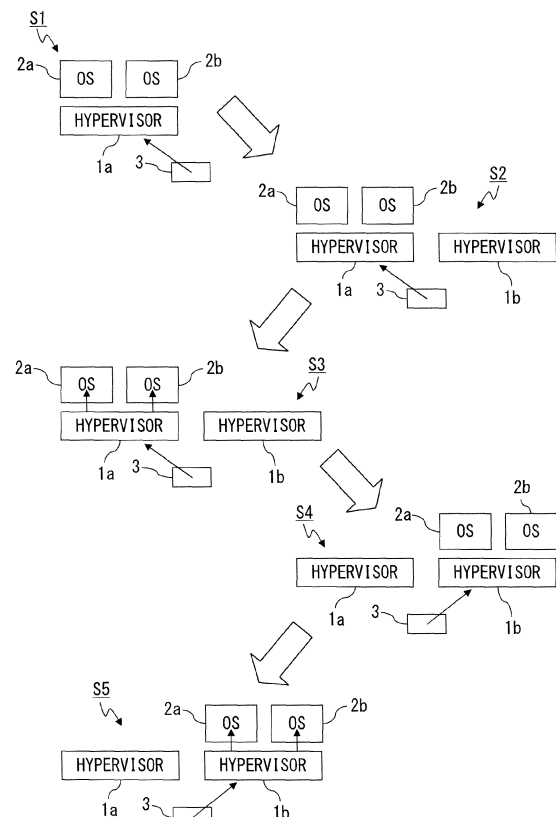 S1
2a OS OS 2b
HYPERVISOR
1a
3
2a OS OS 2b
S2
HYPERVISOR HYPERVISOR
1a 3 1b
2a OS OS 2b
S3
HYPERVISOR HYPERVISOR
1a 3 1b
S4
2a OS OS 2b
HYPERVISOR HYPERVISOR
1a 3 1b
S5
2a OS OS 2b
HYPERVISOR HYPERVISOR
1a 3 1b